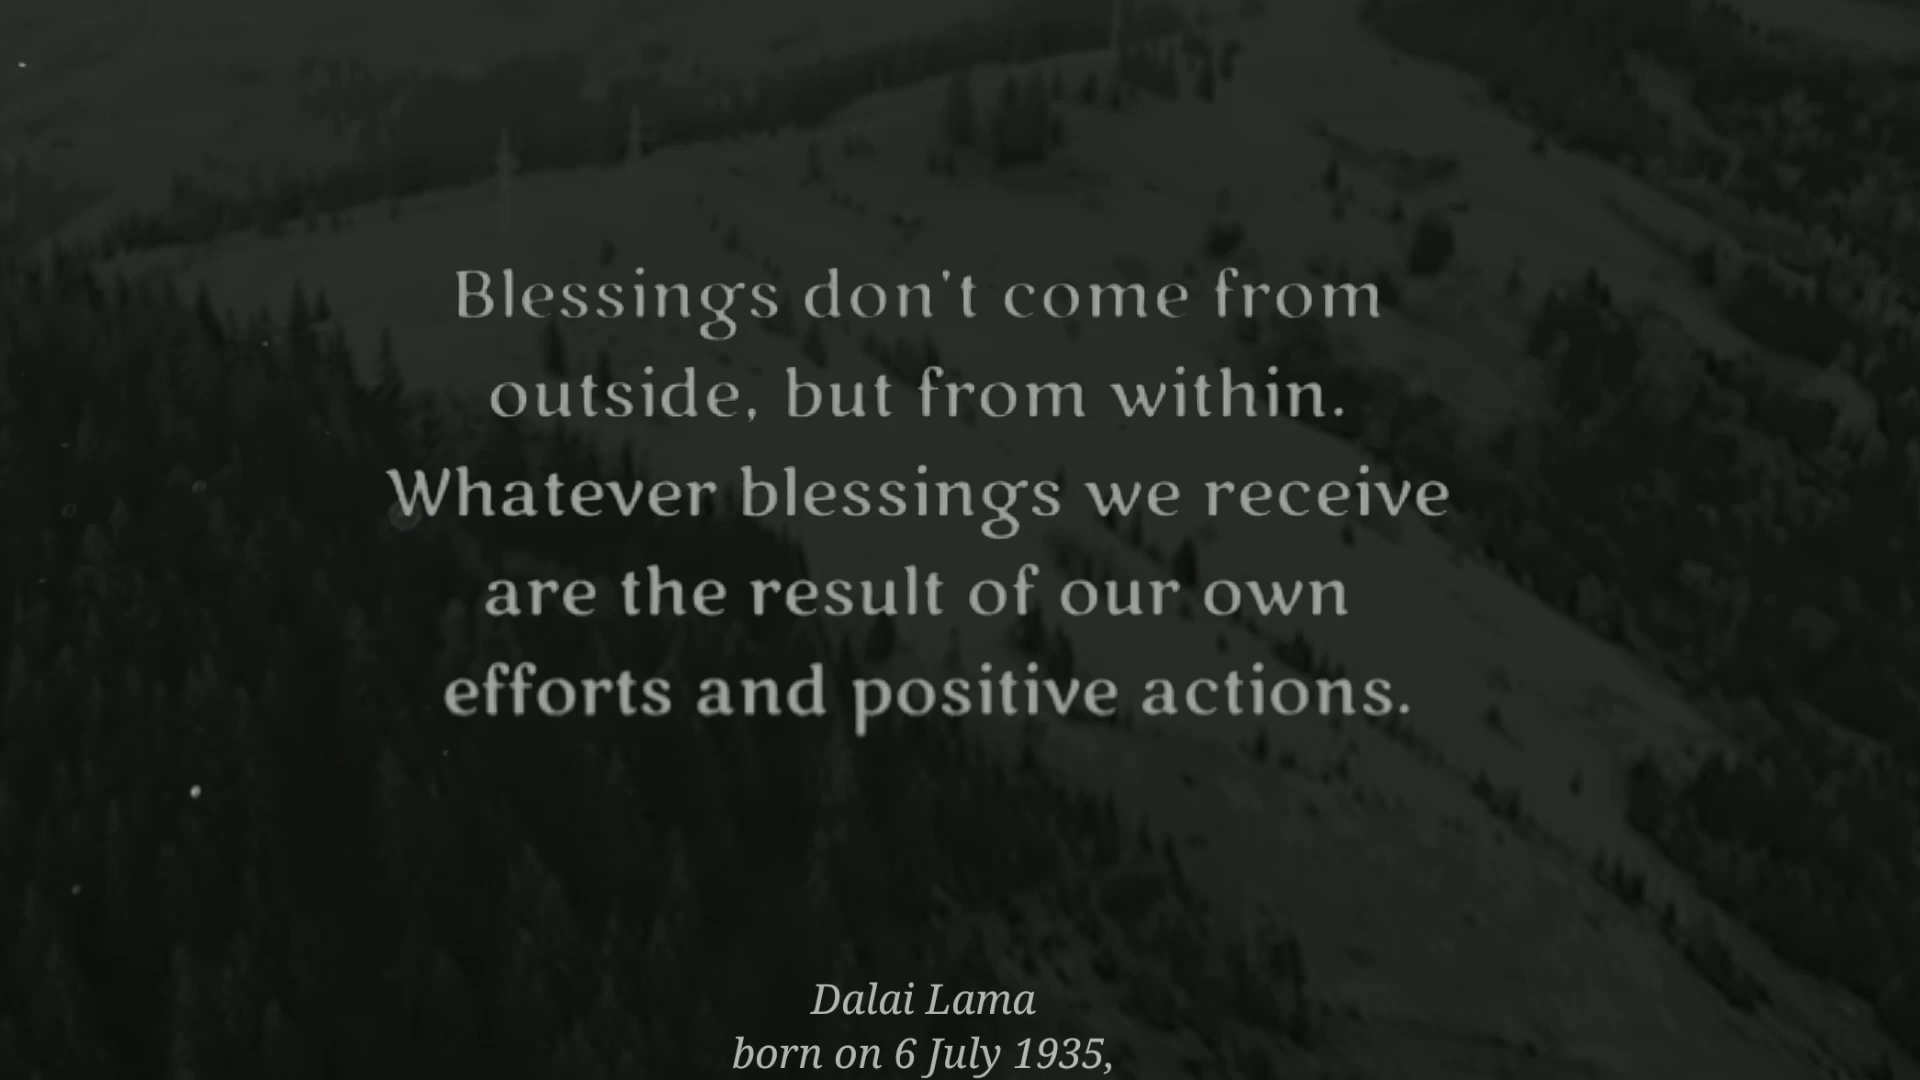 Blessings don't come from
outside, but from within.
Whatever blessings we receive
are the result of our own
efforts and positive actions.
Dalai Lama
born on 6 July 1935,